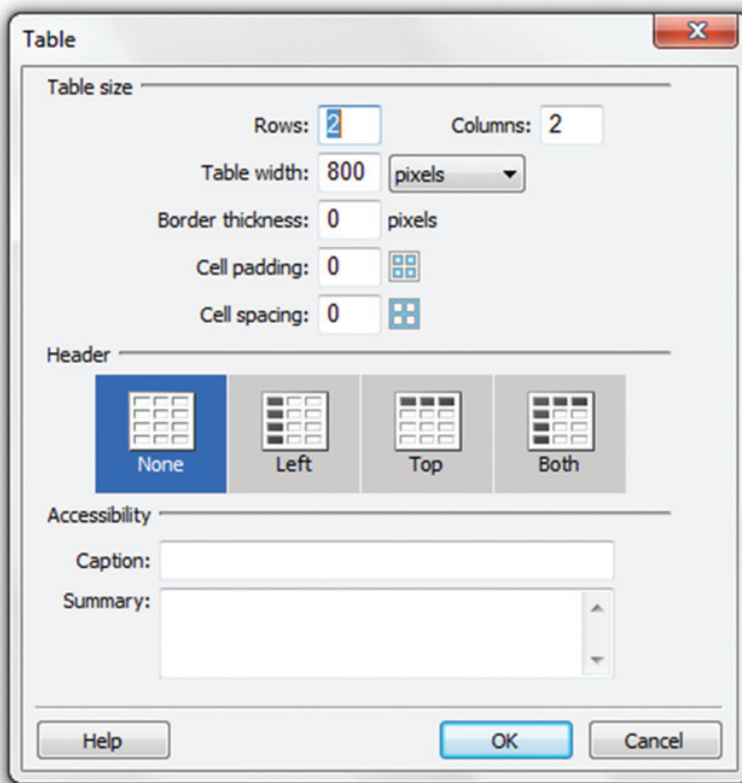 Table
Table size
Rows: 2 Columns: 2
Table width: 800 pixels
Border thickness: 0 pixels
Cell padding: 0
Cell spacing: 0
Header
None Left Top Both
Accessibility
Caption:
Summary:
Help OK Cancel